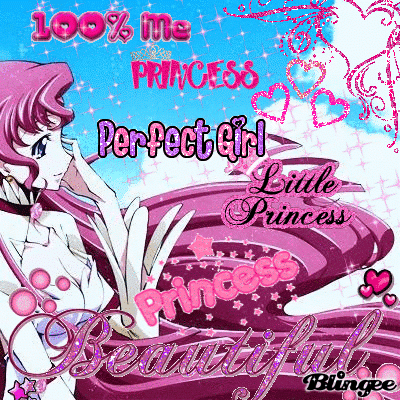 100% Me
PRINCESS
Perfect Girl
Little
Princess
Princess
Beautiful
Blingee